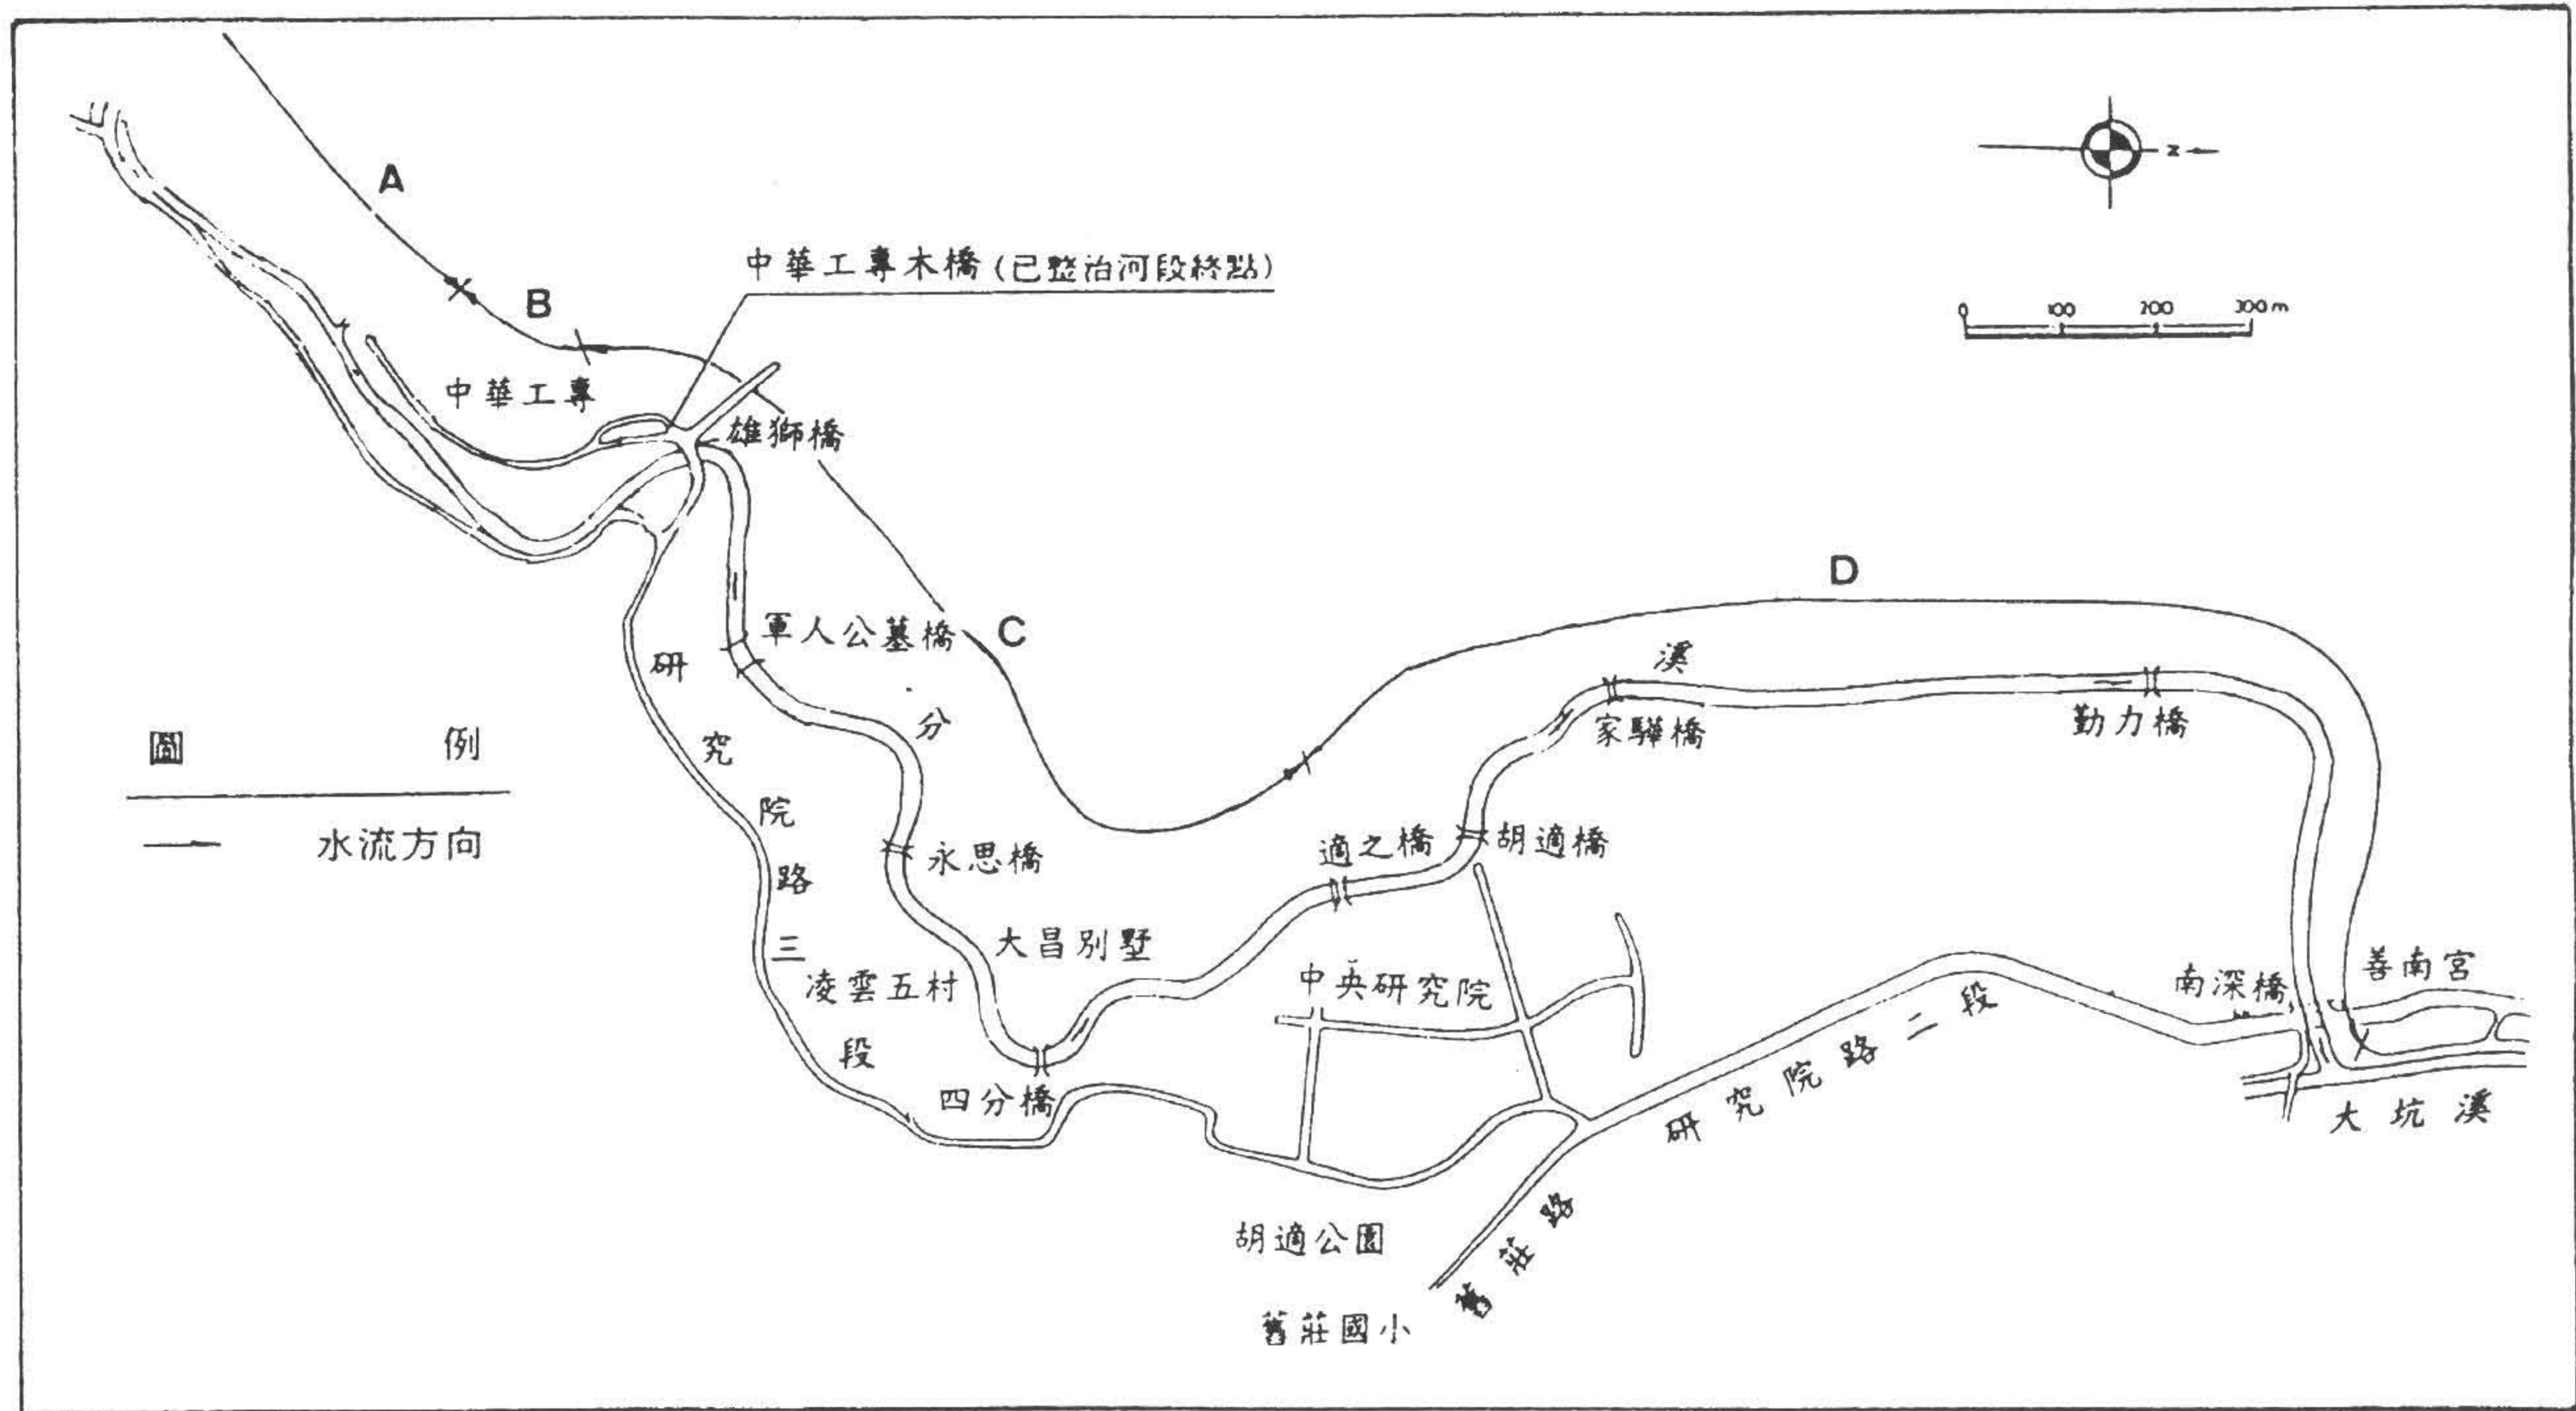 A
B
中華工專木橋(已整治河段終點)
z
0 100 200 300m
中華工專
雄獅橋
軍人公墓橋
C
D
分
溪
研究院路三段
圖例
水流方向
家驊橋
勤力橋
永思橋
適之橋
胡適橋
大昌別墅
凌雲五村
中央研究院
南深橋
善南宮
四分橋
研究院路二段
大坑溪
胡適公園
舊莊路
舊莊國小